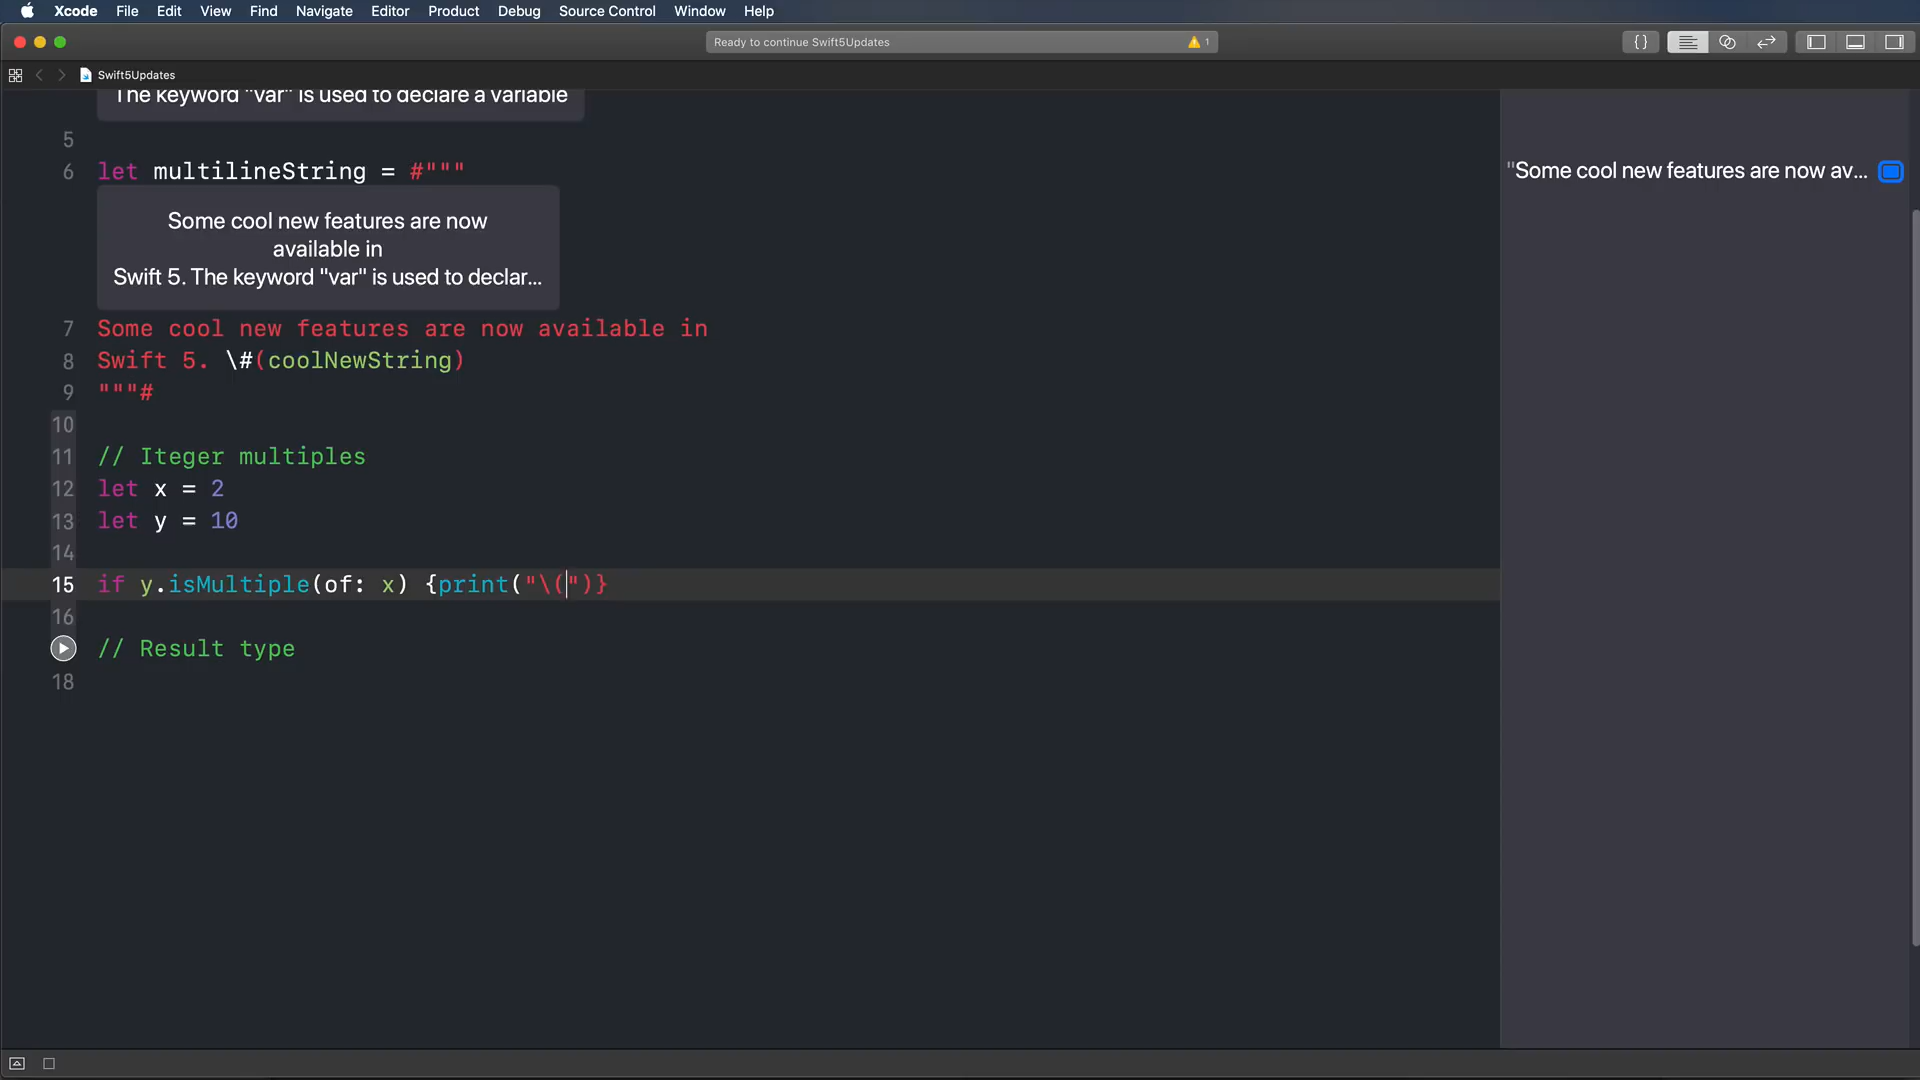 Xcode File Edit View Find Navigate Editor Product Debug Source Control Window Help
Ready to continue Swift5Updates 1
{}
Swift5Updates
The keyword "var" is used to declare a variable
5
6 let multilineString = #"""
"Some cool new features are now av...
Some cool new features are now
available in
Swift 5. The keyword "var" is used to declar...
7 Some cool new features are now available in
8 Swift 5. \#(coolNewString)
9 """#
10
11 // Iteger multiples
12 let x = 2
13 let y = 10
14
15 if y.isMultiple(of: x) {print("\(")}
16
// Result type
18